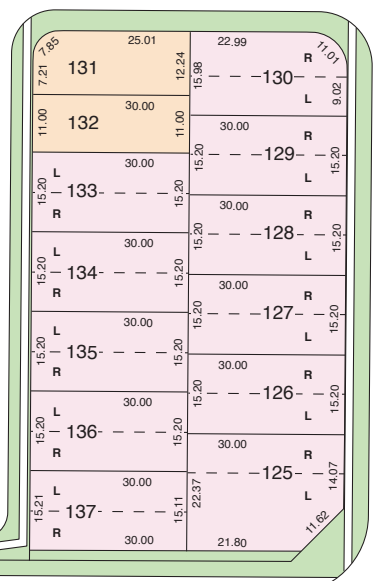 7.85
25.01
7.21
131
12.24
11.00
30.00
132
11.00
30.00
L
15.20
133
15.20
R
30.00
L
15.20
134
15.20
R
30.00
L
15.20
135
15.20
R
30.00
L
15.20
136
15.20
R
30.00
L
15.21
137
15.11
R
30.00
22.99
11.01
R
15.98
130
9.02
L
30.00
R
15.20
129
15.20
L
30.00
R
15.20
128
15.20
L
30.00
R
15.20
127
15.20
L
30.00
R
15.20
126
15.20
L
30.00
R
125
14.07
22.37
L
11.62
21.80